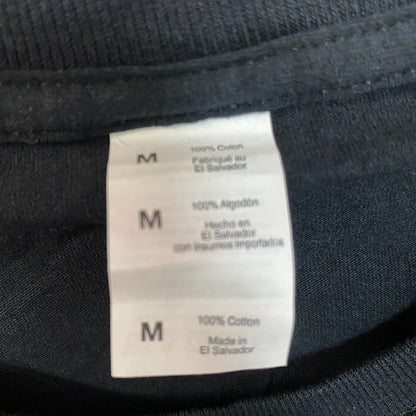 M 100% Coton
Fabriqué au
El Salvador
M 100% Algodón
Hecho en
El Salvador
con insumos importados
M 100% Cotton
Made in
El Salvador